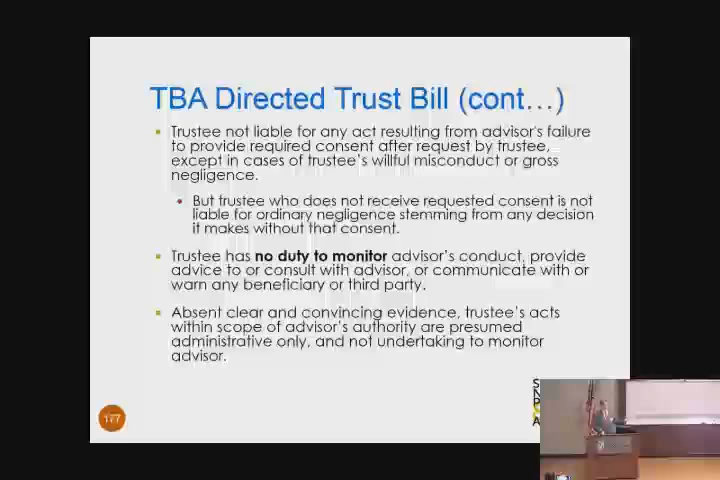 TBA Directed Trust Bill (cont…)
Trustee not liable for any act resulting from advisor's failure
to provide required consent after request by trustee,
except in cases of trustee's willful misconduct or gross
negligence.
But trustee who does not receive requested consent is not
liable for ordinary negligence stemming from any decision
it makes without that consent.
Trustee has no duty to monitor advisor's conduct, provide
advice to or consult with advisor, or communicate with or
warn any beneficiary or third party.
Absent clear and convincing evidence, trustee's acts
within scope of advisor's authority are presumed
administrative only, and not undertaking to monitor
advisor.
177
S
N
P
A